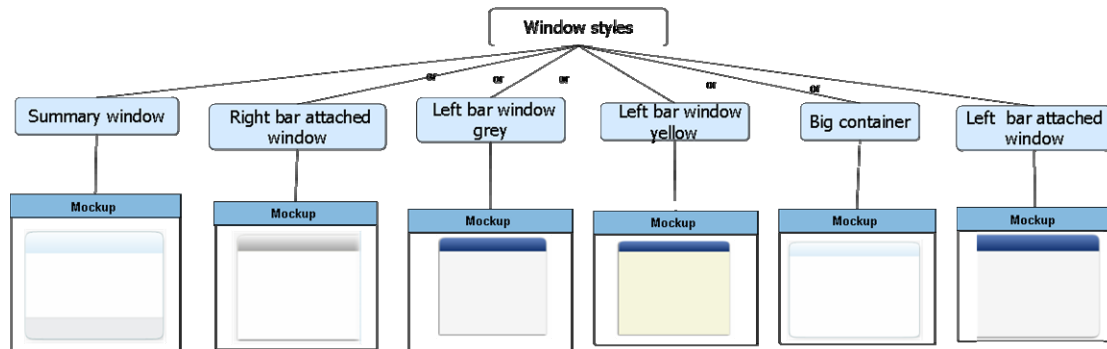 Window styles
or
or
or
or
or
Summary window
Right bar attached
window
Left bar window
grey
Left bar window
yellow
Big container
Left bar attached
window
Mockup
Mockup
Mockup
Mockup
Mockup
Mockup